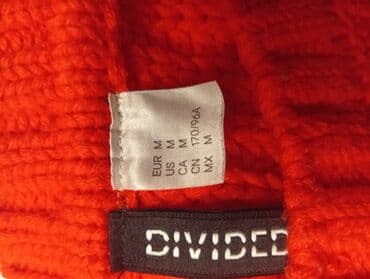 EUR M
US M
CA M
CN 170/96A
MX M
DIVIDED